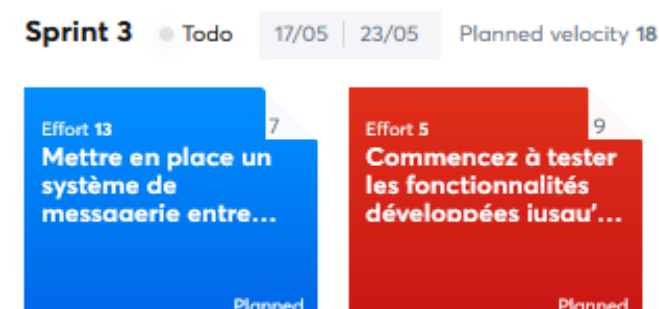 Sprint 3 Todo 17/05 23/05 Planned velocity 18
Effort 13 7
Mettre en place un
système de
messagerie entre...
Planned
Effort 5 9
Commencez à tester
les fonctionnalités
développées jusqu'...
Planned